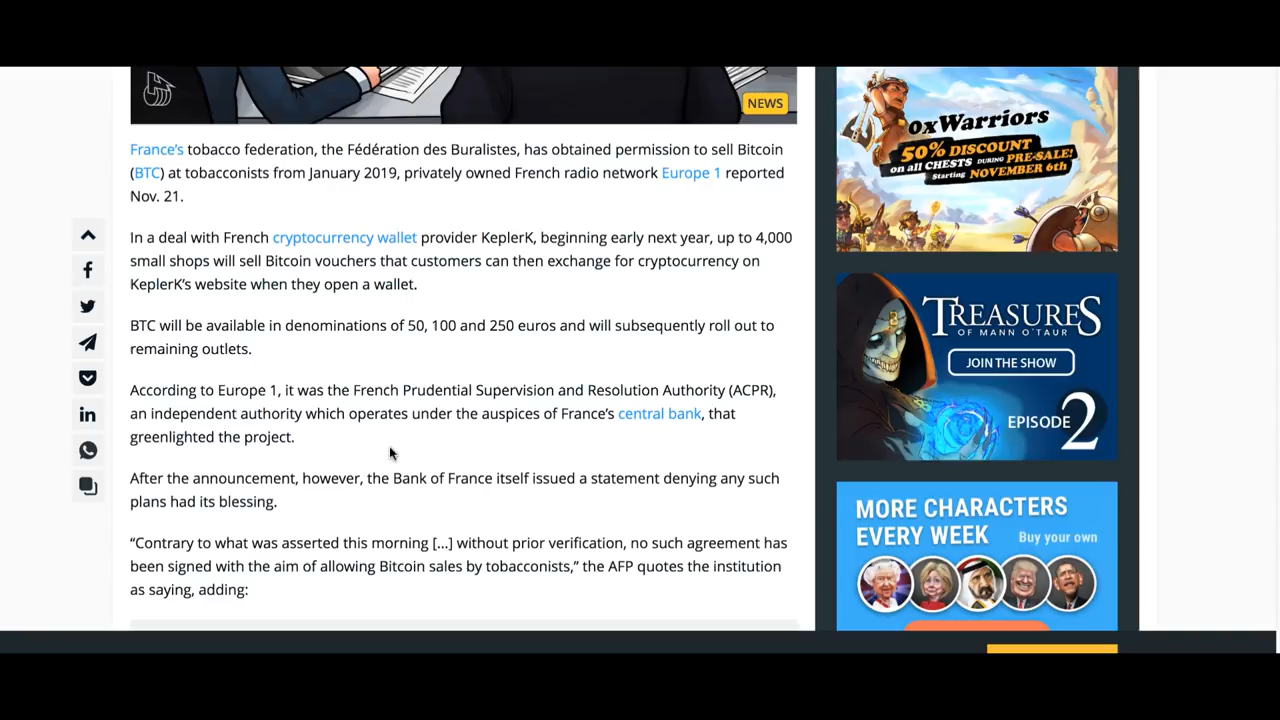 NEWS
France's tobacco federation, the Fédération des Buralistes, has obtained permission to sell Bitcoin
(BTC) at tobacconists from January 2019, privately owned French radio network Europe 1 reported
Nov. 21.
In a deal with French cryptocurrency wallet provider KeplerK, beginning early next year, up to 4,000
small shops will sell Bitcoin vouchers that customers can then exchange for cryptocurrency on
KeplerK's website when they open a wallet.
BTC will be available in denominations of 50, 100 and 250 euros and will subsequently roll out to
remaining outlets.
According to Europe 1, it was the French Prudential Supervision and Resolution Authority (ACPR),
an independent authority which operates under the auspices of France's central bank, that
greenlighted the project.
After the announcement, however, the Bank of France itself issued a statement denying any such
plans had its blessing.
“Contrary to what was asserted this morning [...] without prior verification, no such agreement has
been signed with the aim of allowing Bitcoin sales by tobacconists,” the AFP quotes the institution
as saying, adding:
0xWarriors
50% DISCOUNT
on all CHESTS DURING PRE-SALE!
Starting NOVEMBER 6th
TREASURES
OF MANN O'TAUR
JOIN THE SHOW
EPISODE 2
MORE CHARACTERS
EVERY WEEK
Buy your own